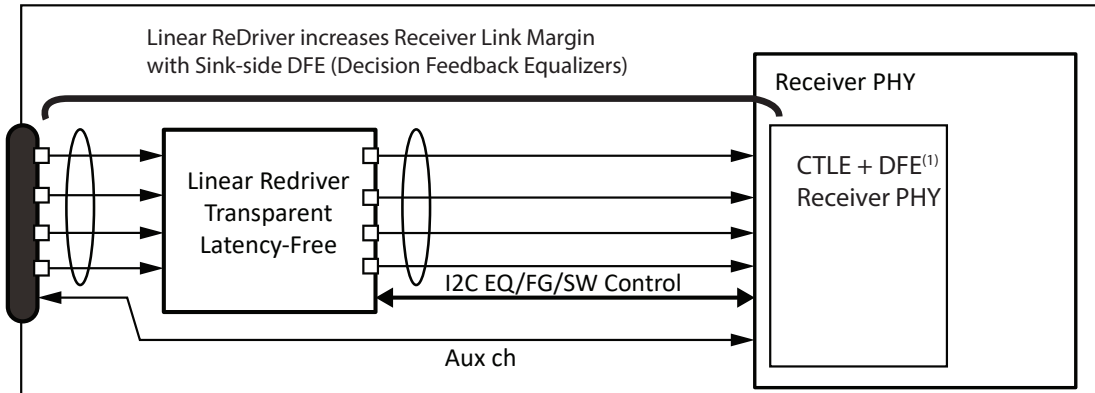 Linear ReDriver increases Receiver Link Margin
with Sink-side DFE (Decision Feedback Equalizers)
Receiver PHY
CTLE + DFE(1)
Receiver PHY
Linear Redriver
Transparent
Latency-Free
I2C EQ/FG/SW Control
Aux ch